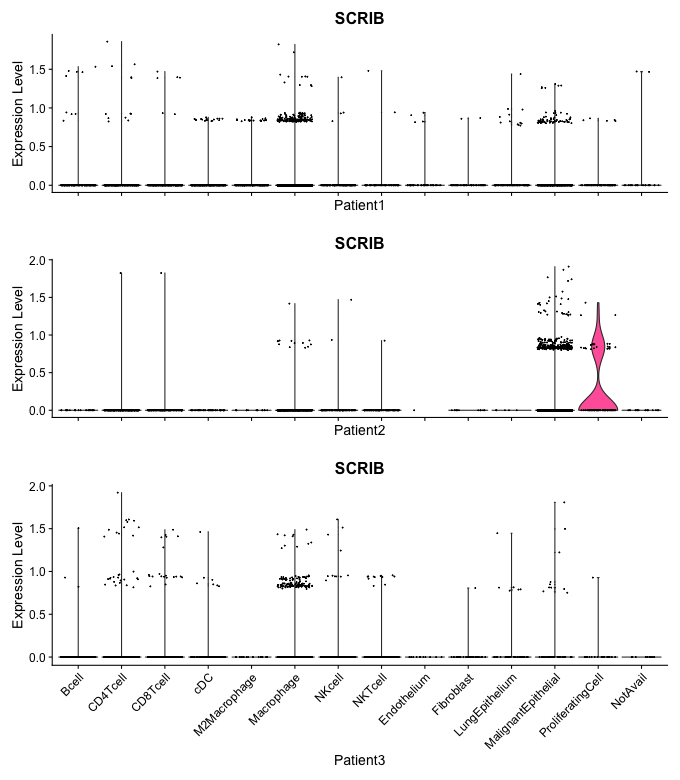 SCRIB
Expression Level
1.5
1.0
0.5
0.0
Patient1
SCRIB
Expression Level
2.0
1.5
1.0
0.5
0.0
Patient2
SCRIB
Expression Level
2.0
1.5
1.0
0.5
0.0
Bcell
CD4Tcell
CD8Tcell
cDC
M2Macrophage
Macrophage
NKcell
NKTcell
Endothelium
Fibroblast
LungEpithelium
MalignantEpithelial
ProliferatingCell
NotAvail
Patient3